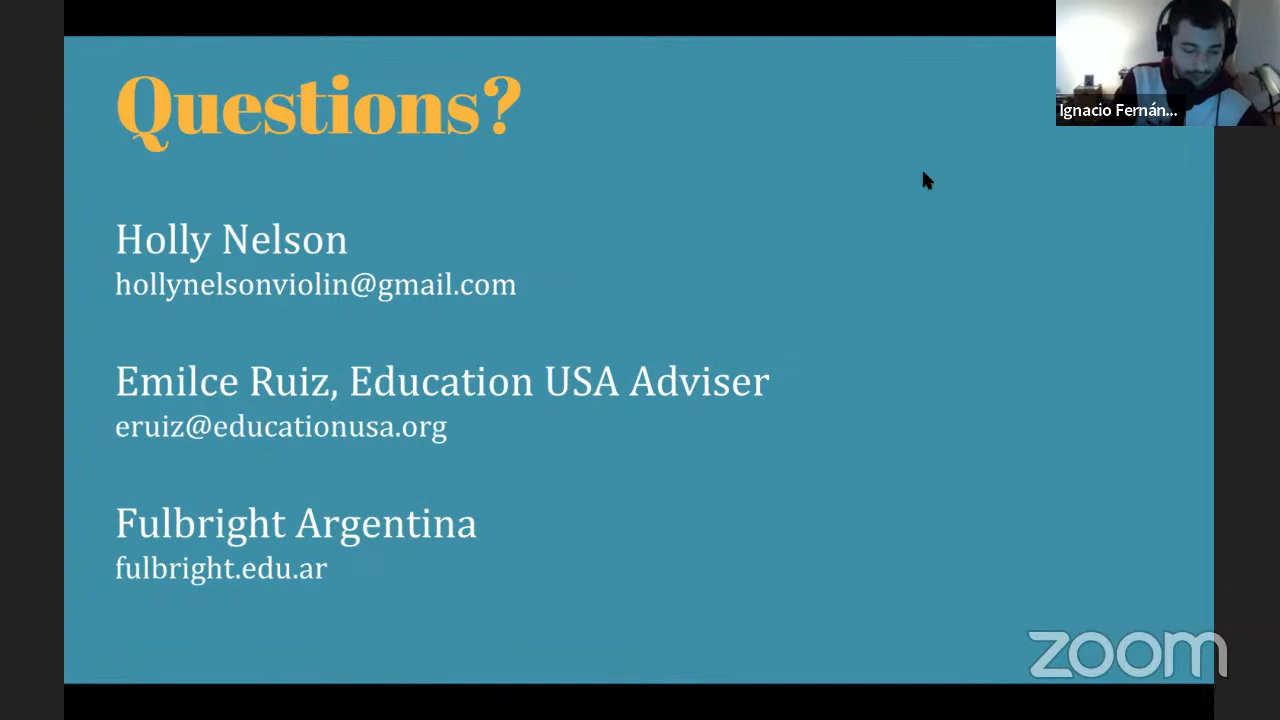 Questions?
Ignacio Fernán...
Holly Nelson
hollynelsonviolin@gmail.com
Emilce Ruiz, Education USA Adviser
eruiz@educationusa.org
Fulbright Argentina
fulbright.edu.ar
zoom